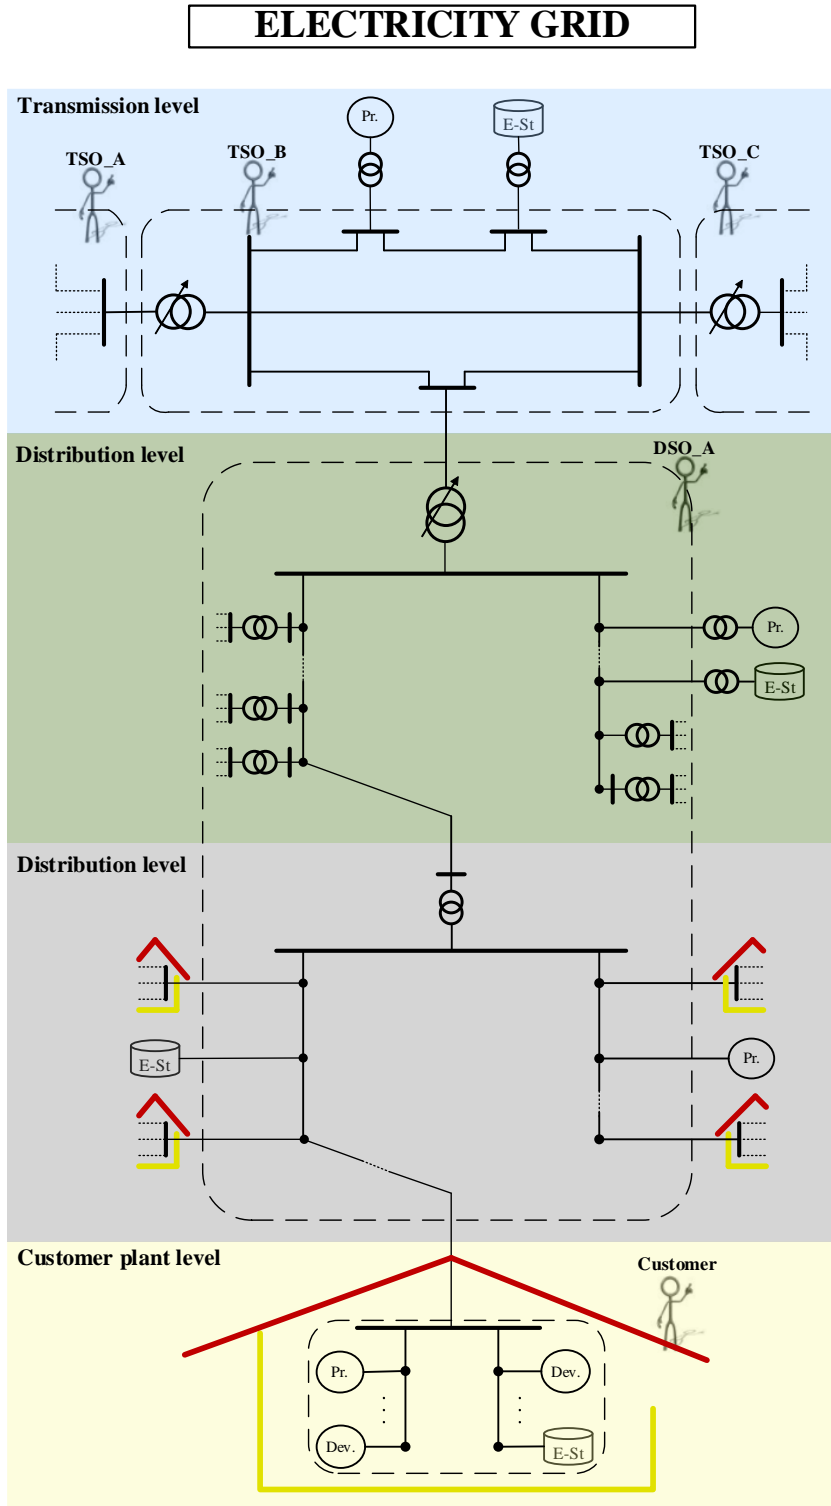 ELECTRICITY GRID
Transmission level
TSO_A
TSO_B
TSO_C
Pr.
E-St
Distribution level
DSO_A
Pr.
E-St
Distribution level
E-St
Pr.
Customer plant level
Customer
Pr.
Dev.
Dev.
E-St